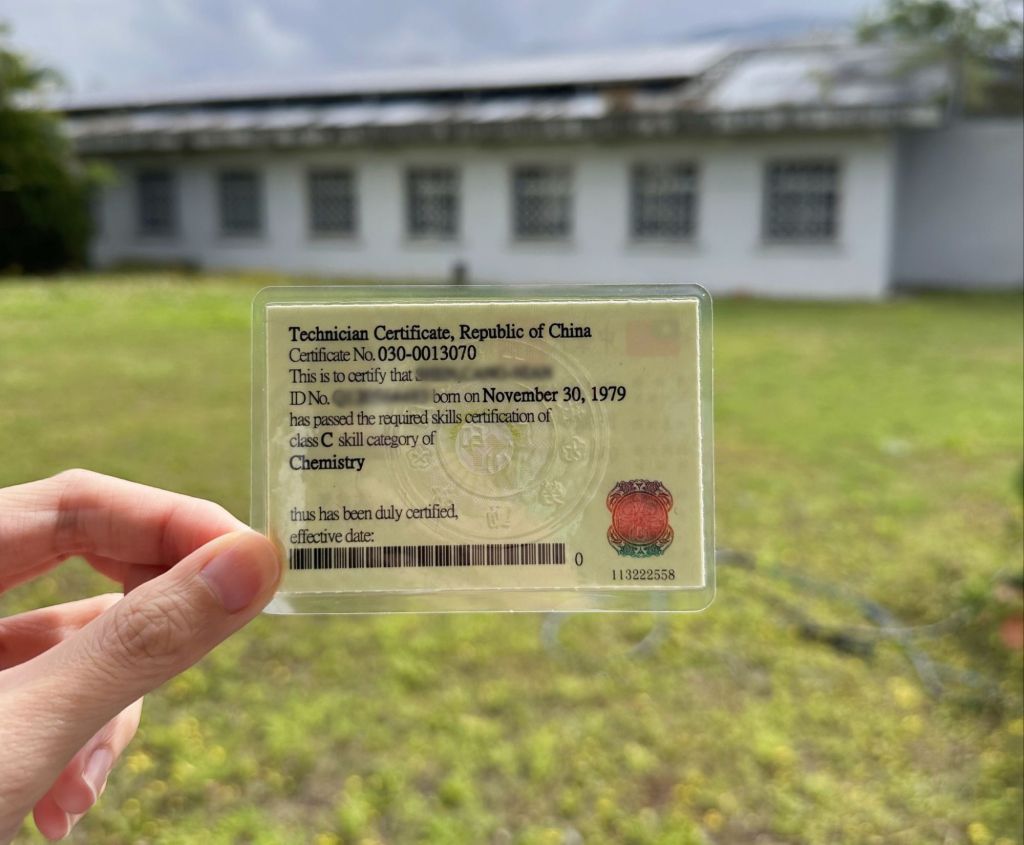 Technician Certificate, Republic of China
Certificate No. 030-0013070
This is to certify that
ID No. born on November 30, 1979
has passed the required skills certification of
class C skill category of
Chemistry
thus has been duly certified,
effective date:
0
113222558